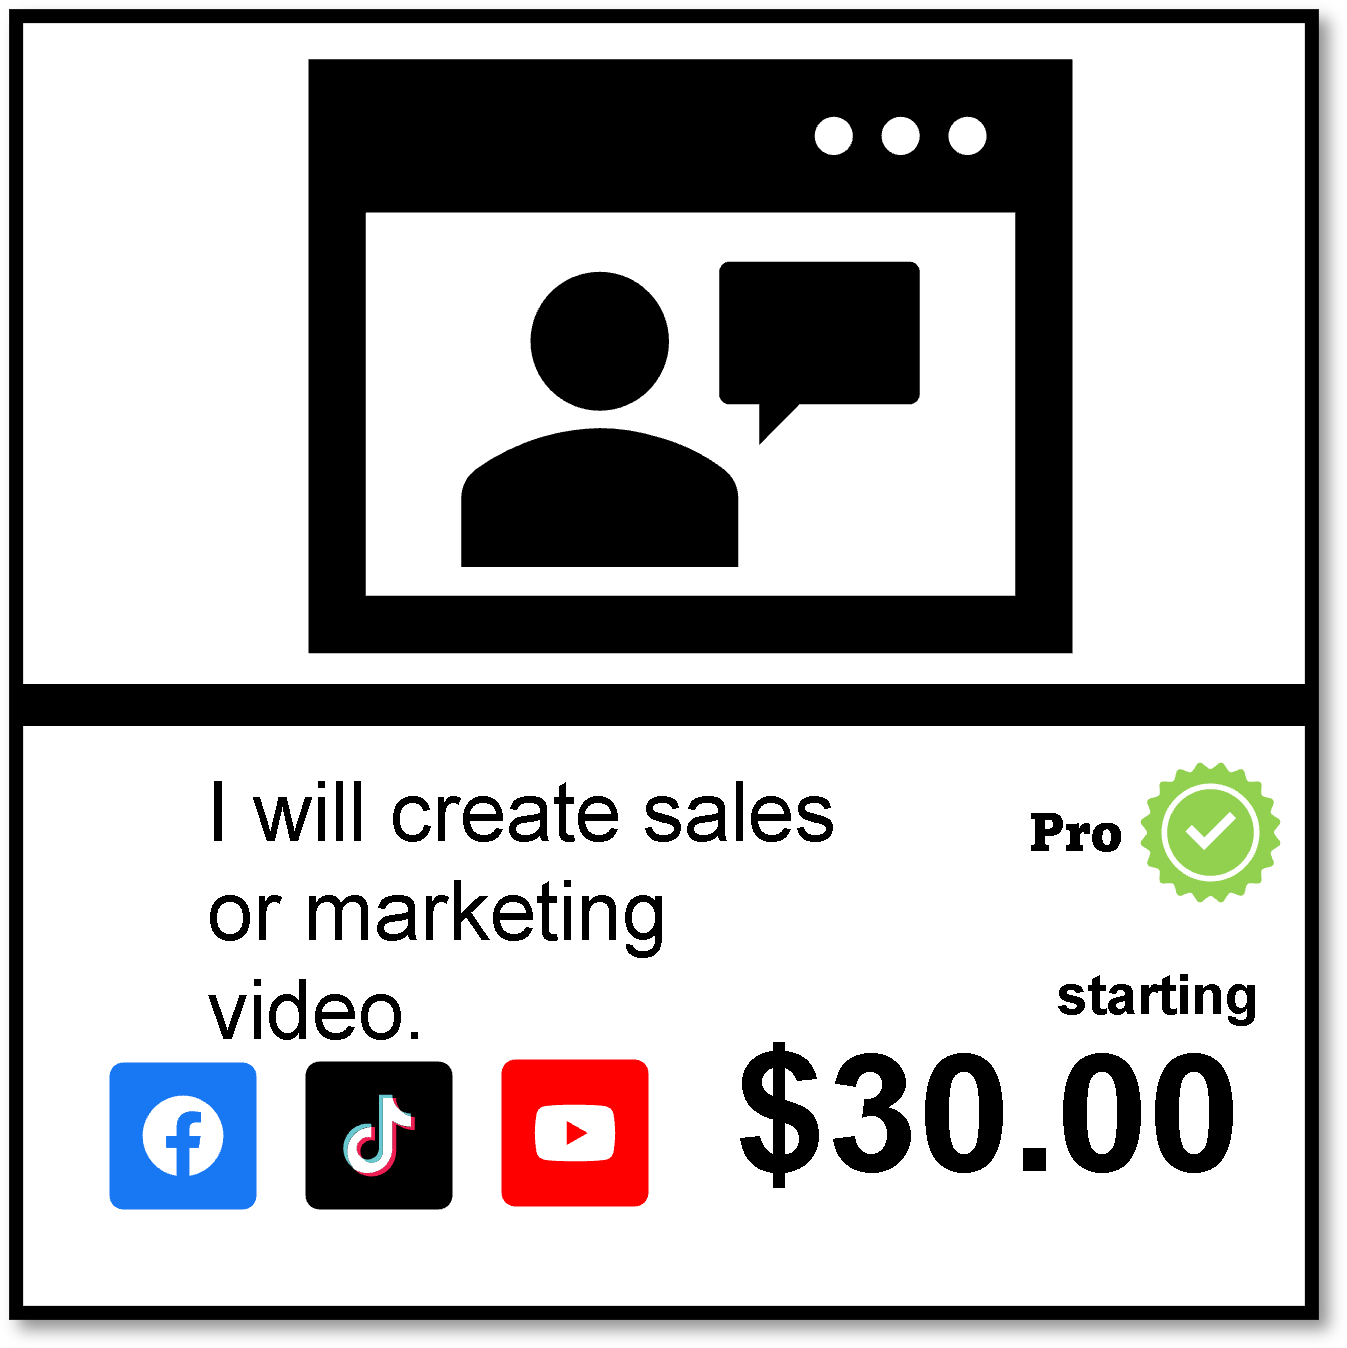 I will create sales
or marketing
video.
Pro
starting
$30.00